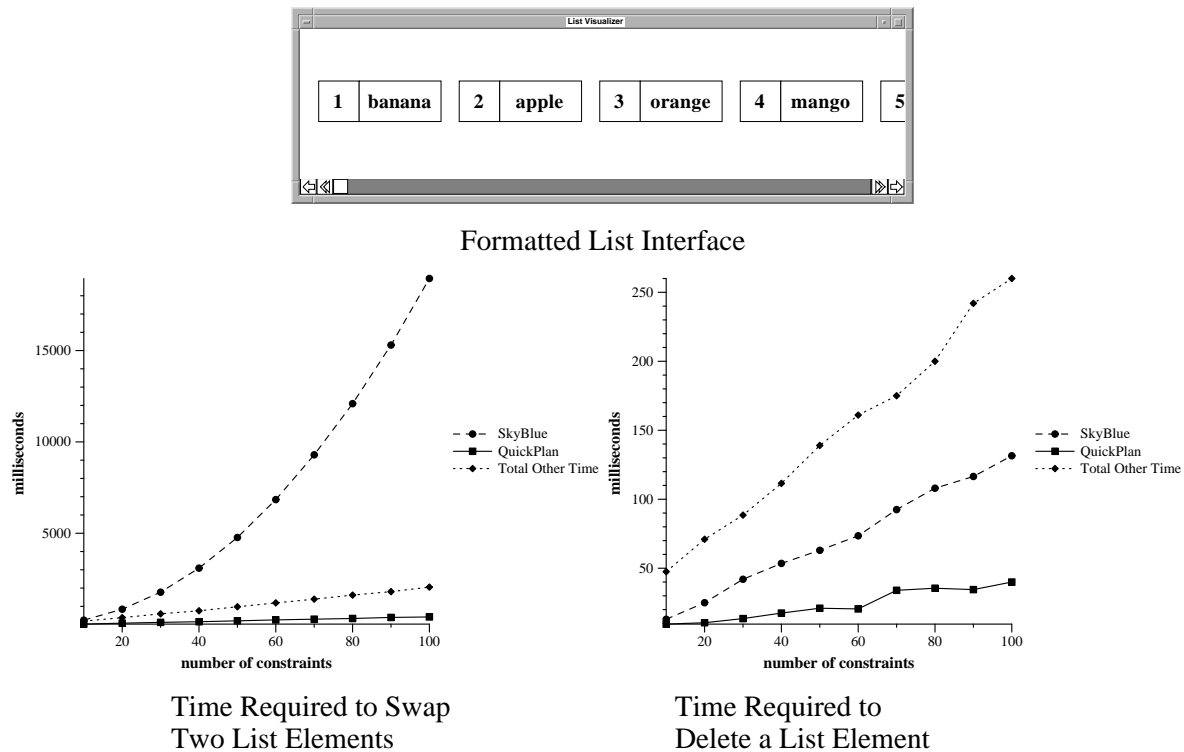 List Visualizer
1 banana 2 apple 3 orange 4 mango 5
Formatted List Interface
15000
10000
5000
milliseconds
20 40 60 80 100
number of constraints
SkyBlue
QuickPlan
Total Other Time
Time Required to Swap
Two List Elements
250
200
150
100
50
milliseconds
20 40 60 80 100
number of constraints
SkyBlue
QuickPlan
Total Other Time
Time Required to
Delete a List Element